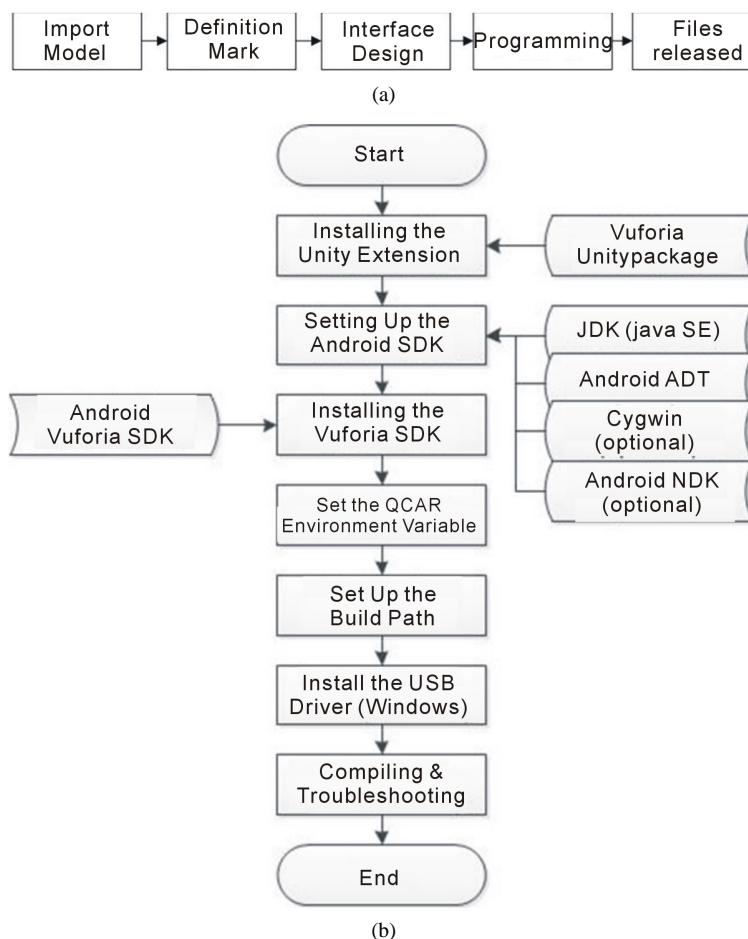 Import
Model
Definition
Mark
Interface
Design
Programming
Files
released
(a)
Start
Installing the
Unity Extension
Vuforia
Unitypackage
Setting Up the
Android SDK
JDK (java SE)
Android ADT
Cygwin
(optional)
Android NDK
(optional)
Android
Vuforia SDK
Installing the
Vuforia SDK
Set the QCAR
Environment Variable
Set Up the
Build Path
Install the USB
Driver (Windows)
Compiling &
Troubleshooting
End
(b)